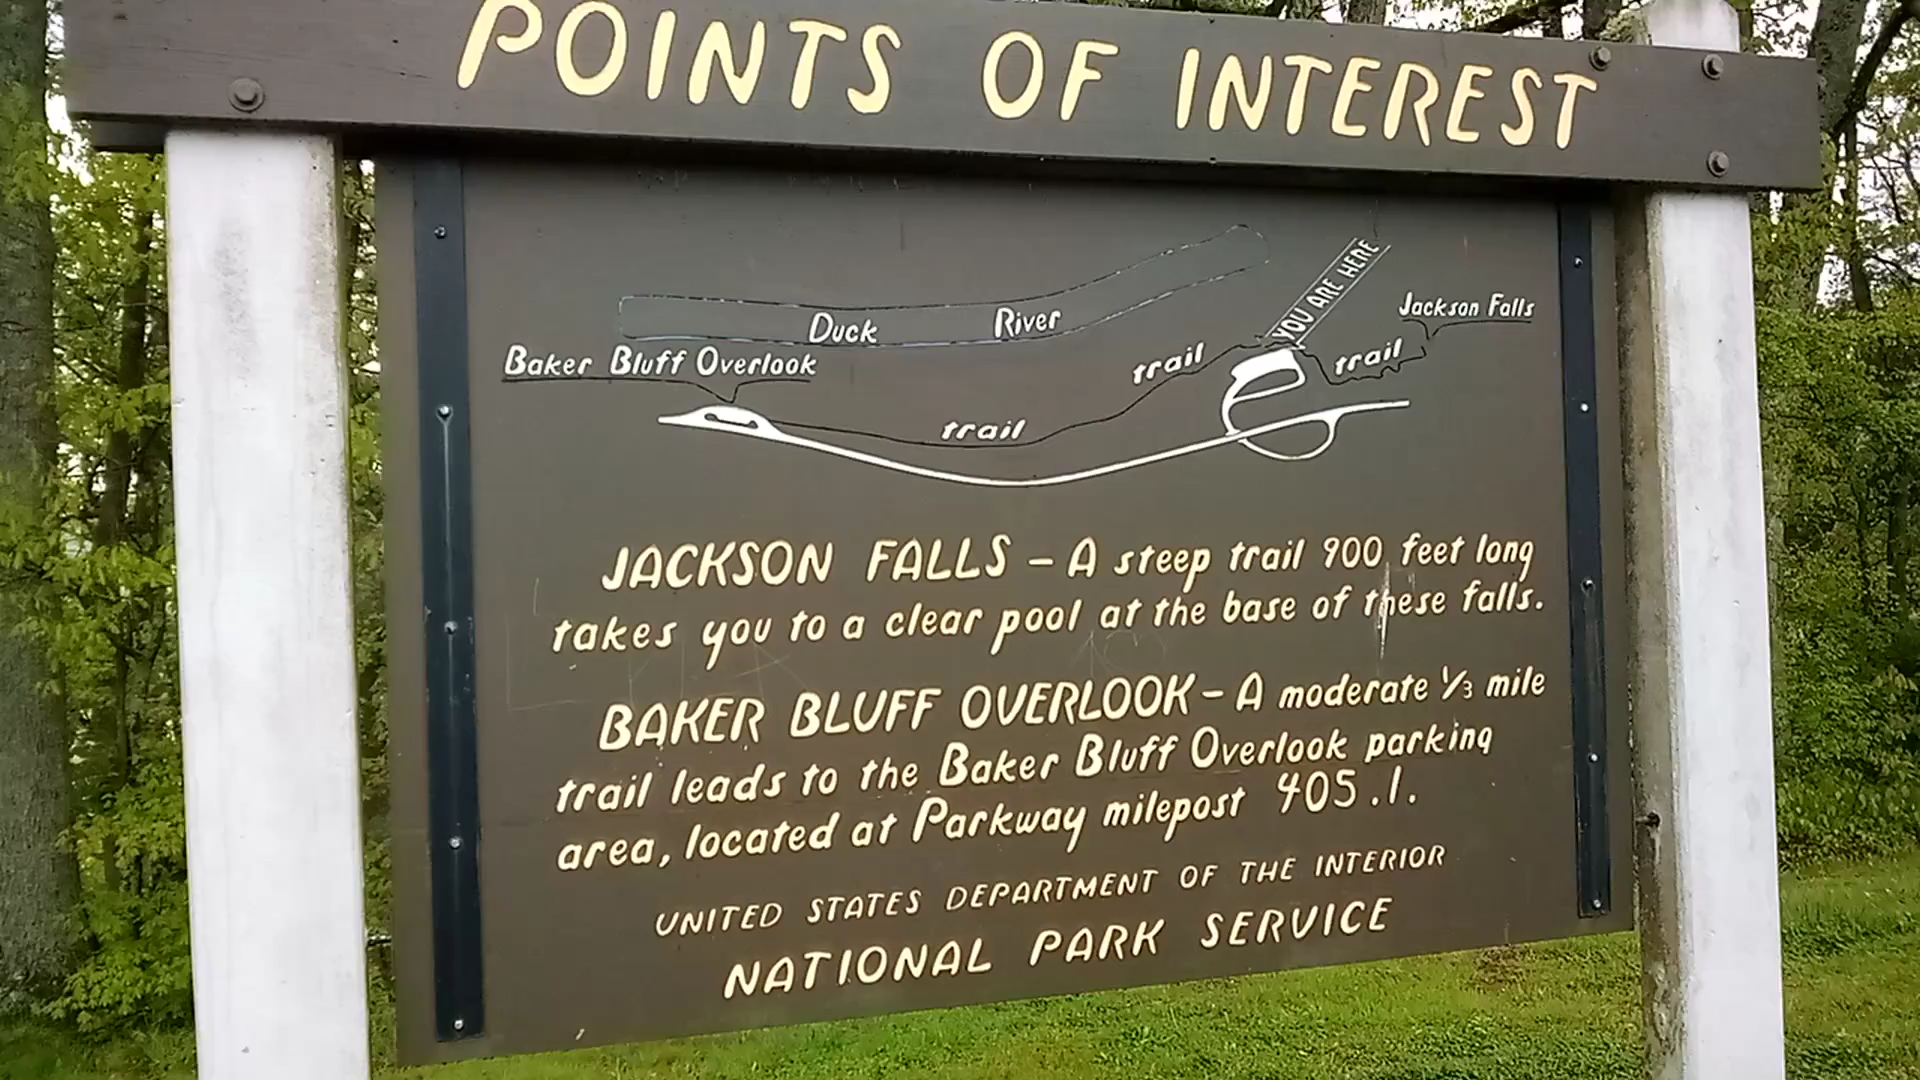 POINTS OF INTEREST
YOU ARE HERE
Jackson Falls
Duck River
Baker Bluff Overlook
trail
trail
trail
JACKSON FALLS – A steep trail 900 feet long
takes you to a clear pool at the base of these falls.
BAKER BLUFF OVERLOOK – A moderate 1/3 mile
trail leads to the Baker Bluff Overlook parking
area, located at Parkway milepost 405.1.
UNITED STATES DEPARTMENT OF THE INTERIOR
NATIONAL PARK SERVICE